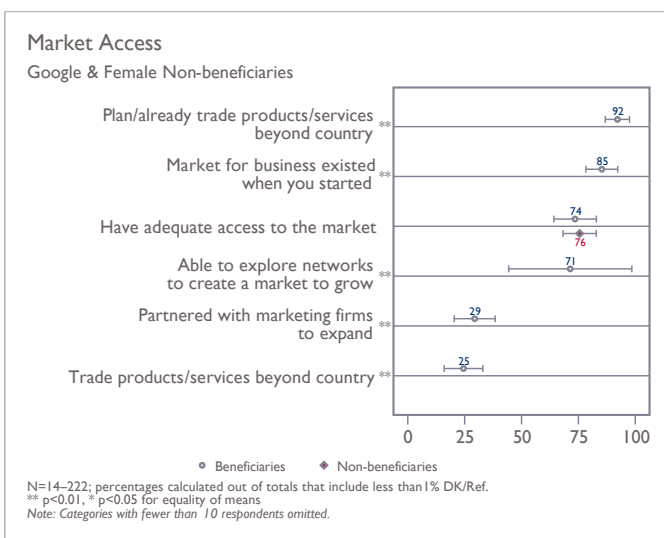 Market Access
Google & Female Non-beneficiaries
Plan/already trade products/services
beyond country **
92
Market for business existed
when you started **
85
Have adequate access to the market
74
76
Able to explore networks
to create a market to grow **
71
Partnered with marketing firms
to expand **
29
Trade products/services beyond country **
25
0 25 50 75 100
Beneficiaries Non-beneficiaries
N=14–222; percentages calculated out of totals that include less than1% DK/Ref.
** p<0.01, * p<0.05 for equality of means
Note: Categories with fewer than 10 respondents omitted.